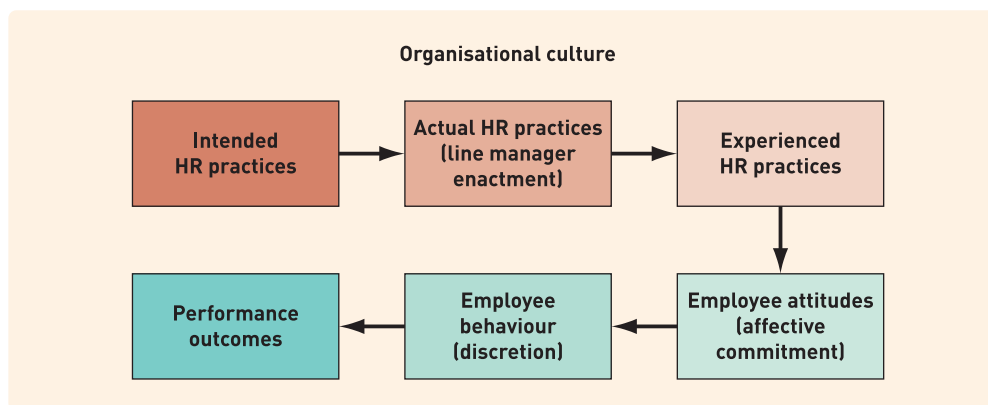 Organisational culture
Intended
HR practices
Actual HR practices
(line manager
enactment)
Experienced
HR practices
Employee attitudes
(affective
commitment)
Employee
behaviour
(discretion)
Performance
outcomes